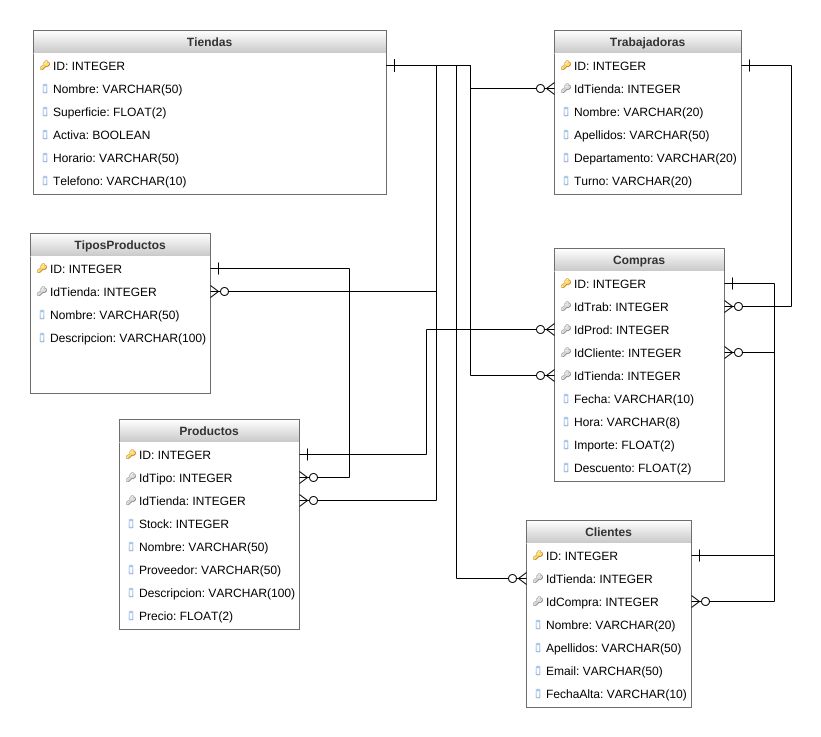 Tiendas
ID: INTEGER
Nombre: VARCHAR(50)
Superficie: FLOAT(2)
Activa: BOOLEAN
Horario: VARCHAR(50)
Telefono: VARCHAR(10)
Trabajadoras
ID: INTEGER
IdTienda: INTEGER
Nombre: VARCHAR(20)
Apellidos: VARCHAR(50)
Departamento: VARCHAR(20)
Turno: VARCHAR(20)
TiposProductos
ID: INTEGER
IdTienda: INTEGER
Nombre: VARCHAR(50)
Descripcion: VARCHAR(100)
Compras
ID: INTEGER
IdTrab: INTEGER
IdProd: INTEGER
IdCliente: INTEGER
IdTienda: INTEGER
Fecha: VARCHAR(10)
Hora: VARCHAR(8)
Importe: FLOAT(2)
Descuento: FLOAT(2)
Productos
ID: INTEGER
IdTipo: INTEGER
IdTienda: INTEGER
Stock: INTEGER
Nombre: VARCHAR(50)
Proveedor: VARCHAR(50)
Descripcion: VARCHAR(100)
Precio: FLOAT(2)
Clientes
ID: INTEGER
IdTienda: INTEGER
IdCompra: INTEGER
Nombre: VARCHAR(20)
Apellidos: VARCHAR(50)
Email: VARCHAR(50)
FechaAlta: VARCHAR(10)